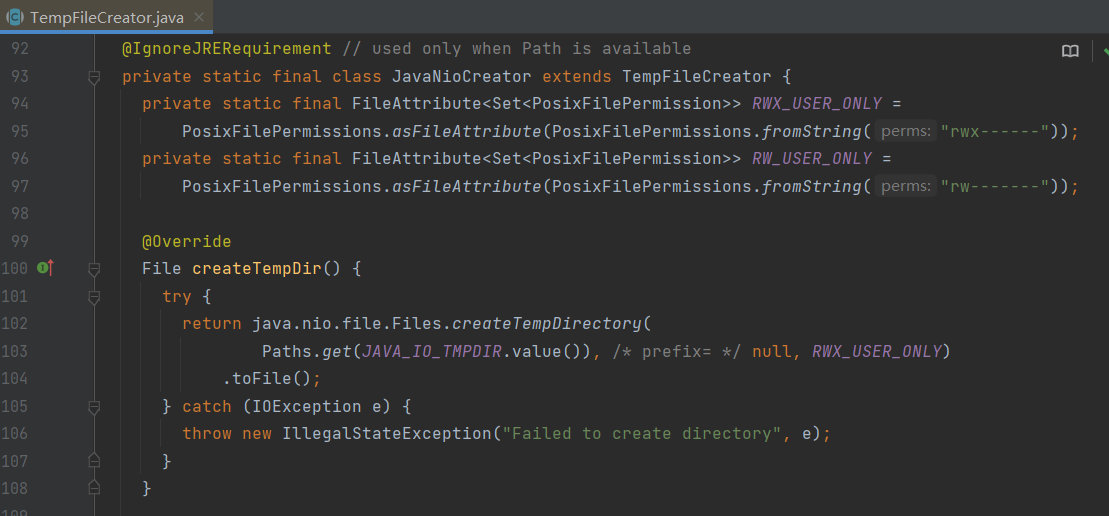 TempFileCreator.java
92 @IgnoreJRERequirement // used only when Path is available
93 private static final class JavaNioCreator extends TempFileCreator {
94 private static final FileAttribute<Set<PosixFilePermission>> RWX_USER_ONLY =
95 PosixFilePermissions.asFileAttribute(PosixFilePermissions.fromString( perms: "rwx------"));
96 private static final FileAttribute<Set<PosixFilePermission>> RW_USER_ONLY =
97 PosixFilePermissions.asFileAttribute(PosixFilePermissions.fromString( perms: "rw-------"));
98
99 @Override
100 File createTempDir() {
101 try {
102 return java.nio.file.Files.createTempDirectory(
103 Paths.get(JAVA_IO_TMPDIR.value()), /* prefix= */ null, RWX_USER_ONLY)
104 .toFile();
105 } catch (IOException e) {
106 throw new IllegalStateException("Failed to create directory", e);
107 }
108 }
109